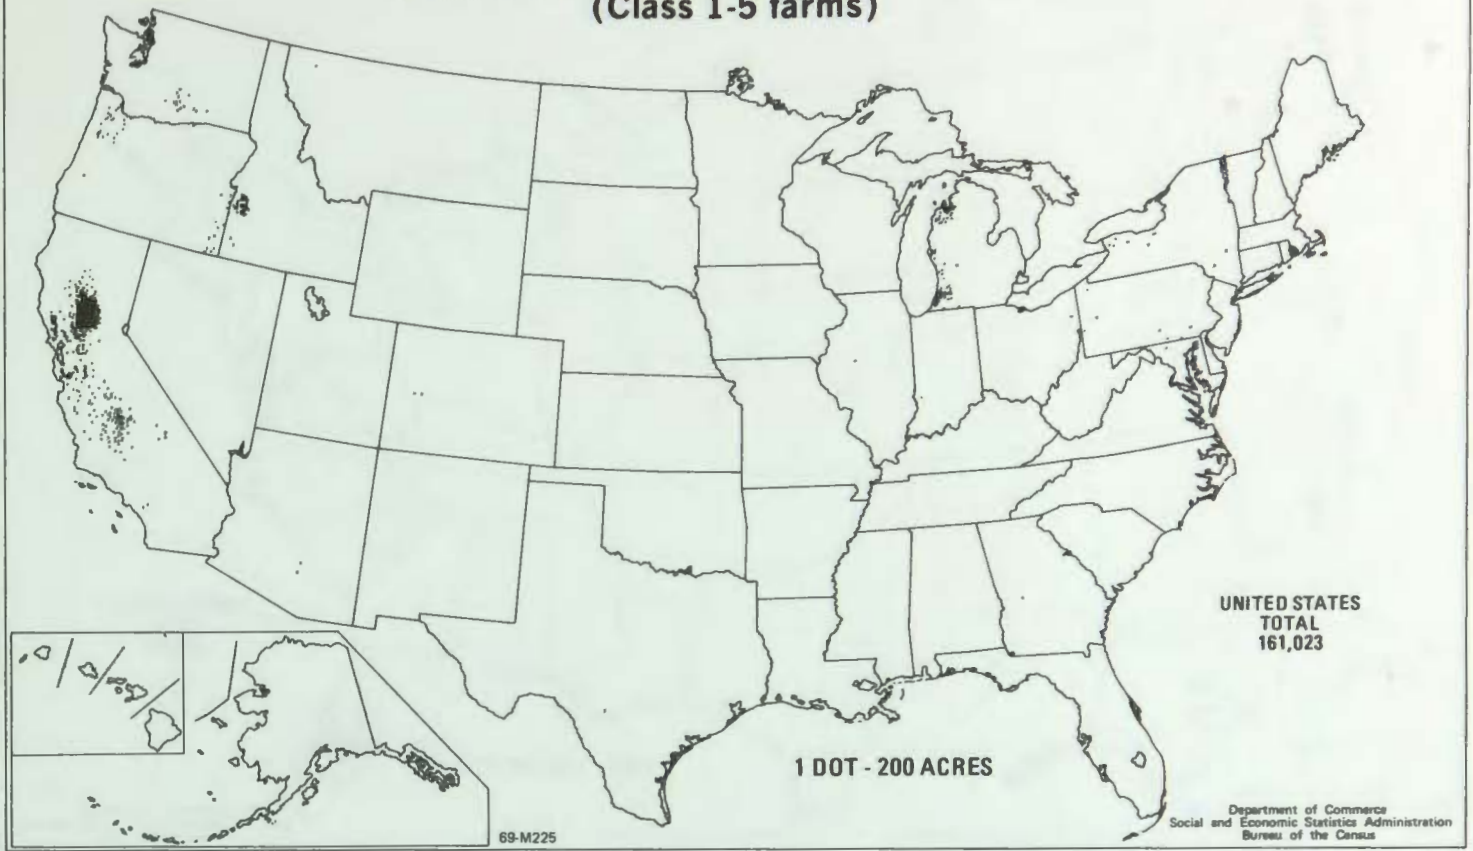 (Class 1-5 farms)
UNITED STATES
TOTAL
161,023
1 DOT - 200 ACRES
Department of Commerce
Social and Economic Statistics Administration
Bureau of the Census
69-M225